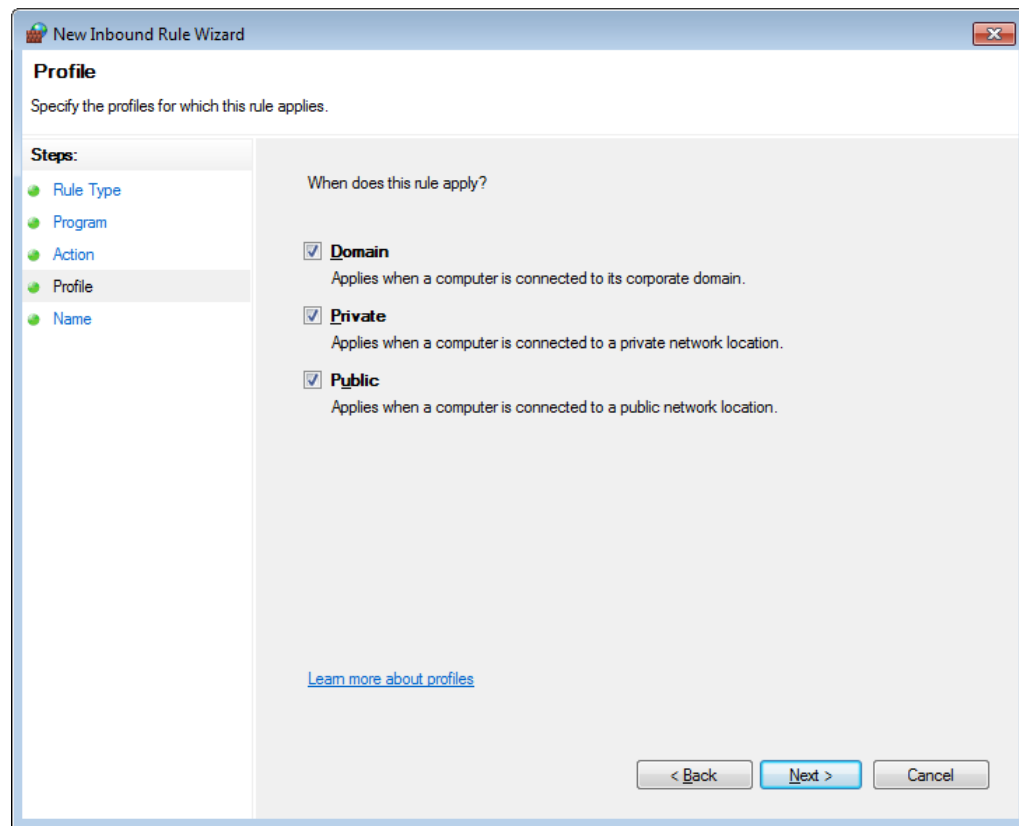 New Inbound Rule Wizard
Profile
Specify the profiles for which this rule applies.
Steps:
Rule Type
Program
Action
Profile
Name
When does this rule apply?
Domain
Applies when a computer is connected to its corporate domain.
Private
Applies when a computer is connected to a private network location.
Public
Applies when a computer is connected to a public network location.
Learn more about profiles
< Back
Next >
Cancel